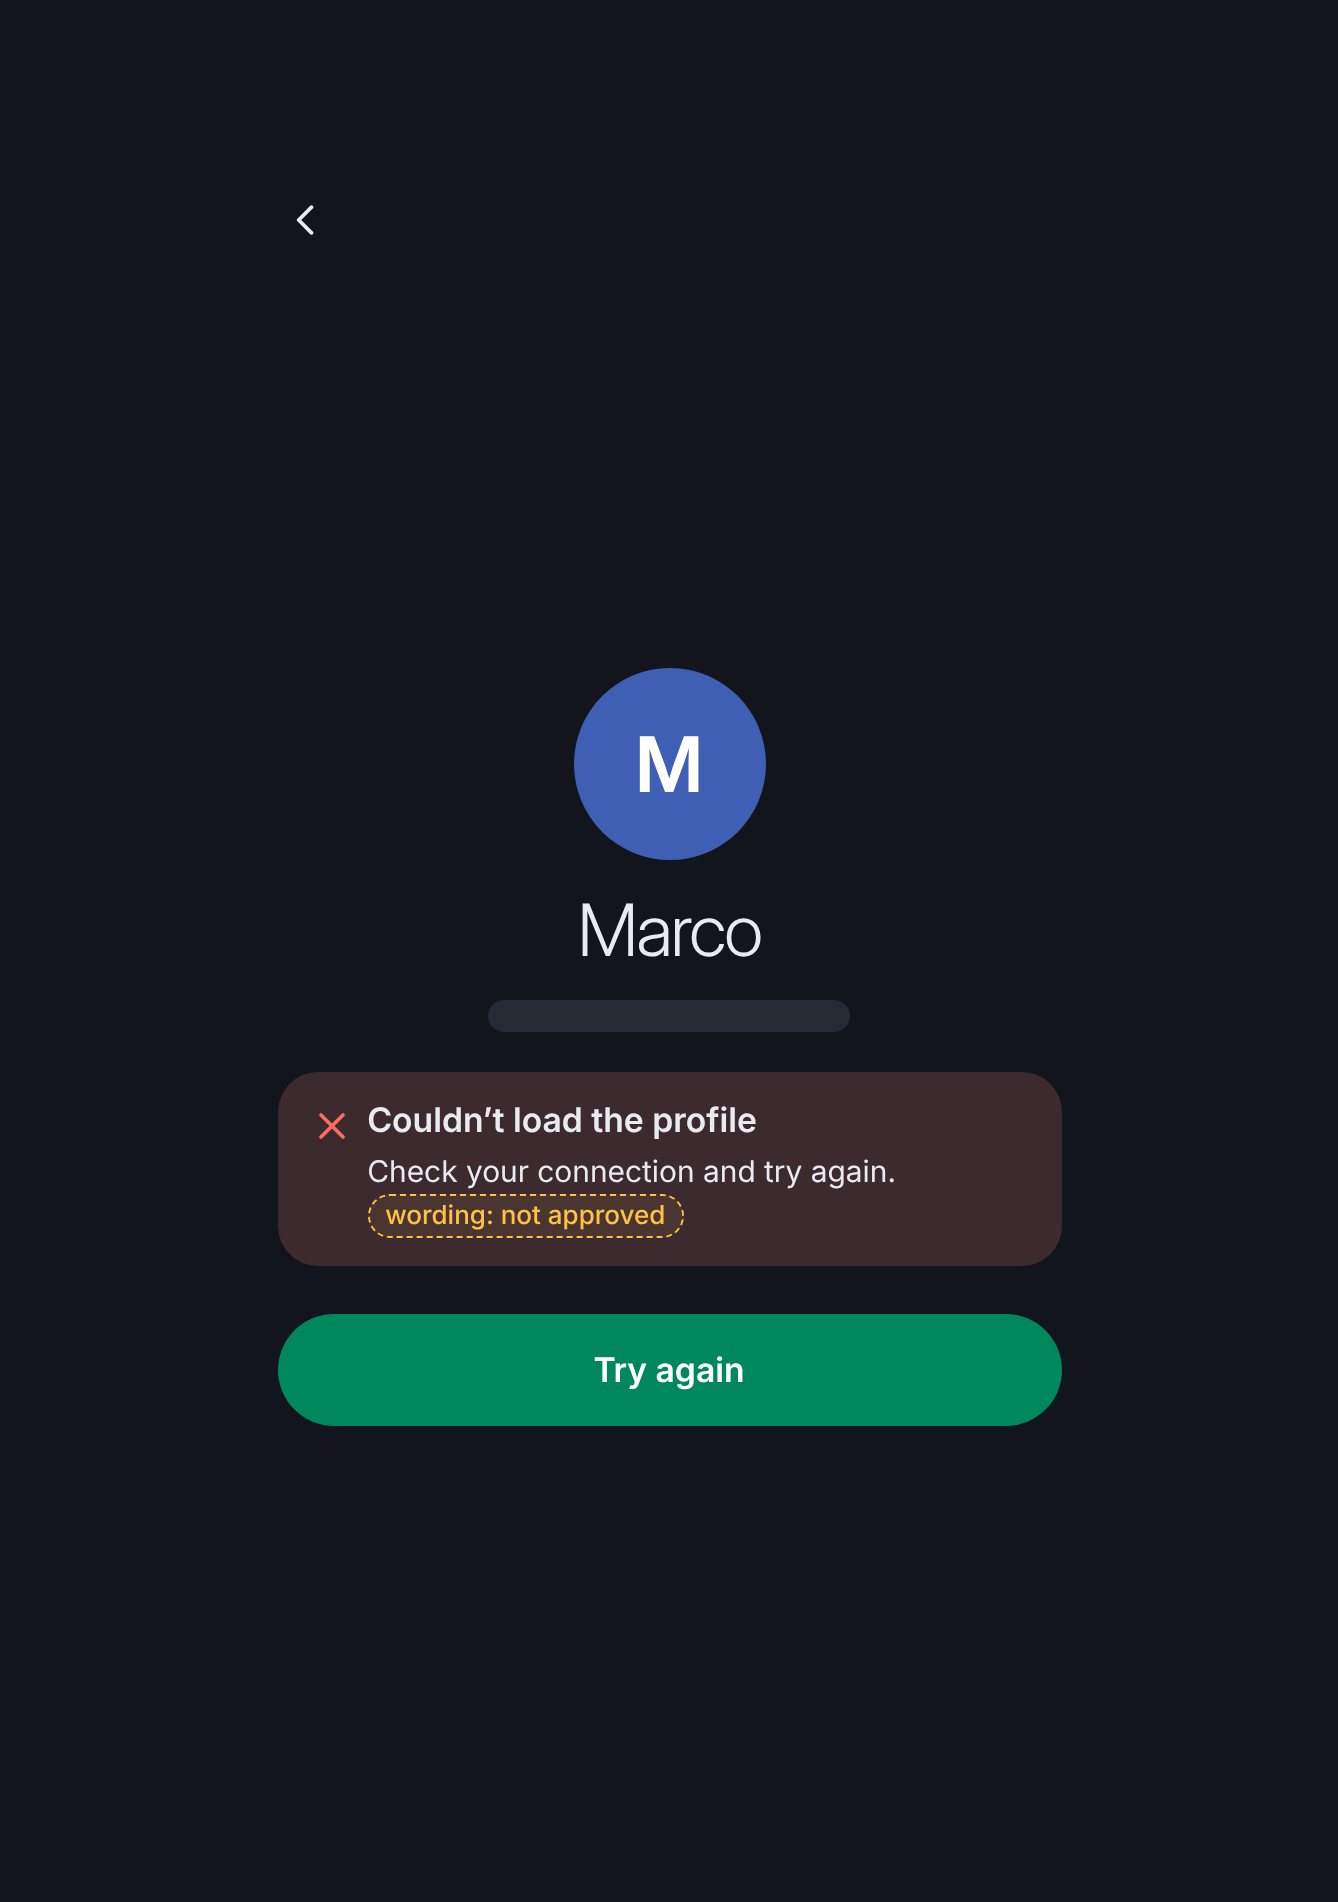 M
Marco
Couldn’t load the profile
Check your connection and try again.
wording: not approved
Try again